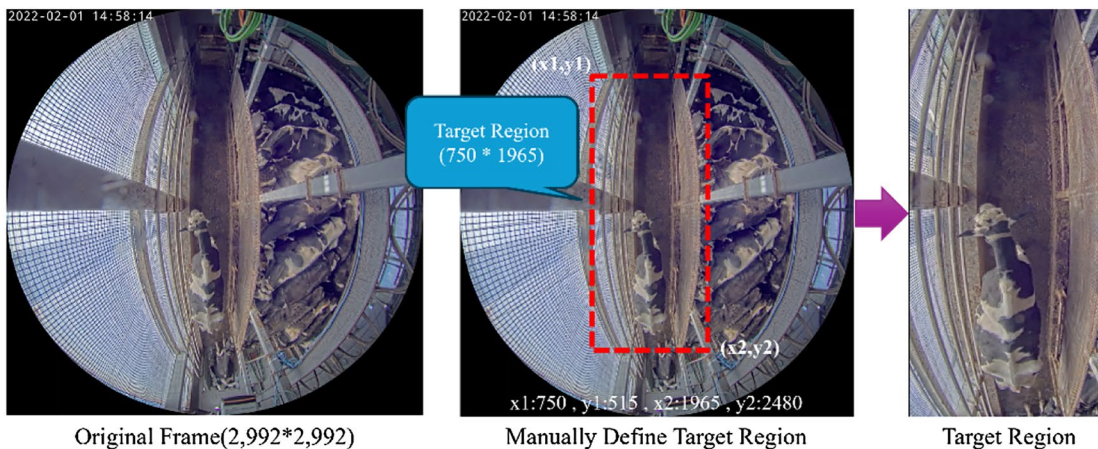 2022-02-01 14:58:14
2022-02-01 14:58:14
(x1,y1)
Target Region
(750 * 1965)
(x2,y2)
x1:750 , y1:515 , x2:1965 , y2:2480
Original Frame(2,992*2,992)
Manually Define Target Region
Target Region